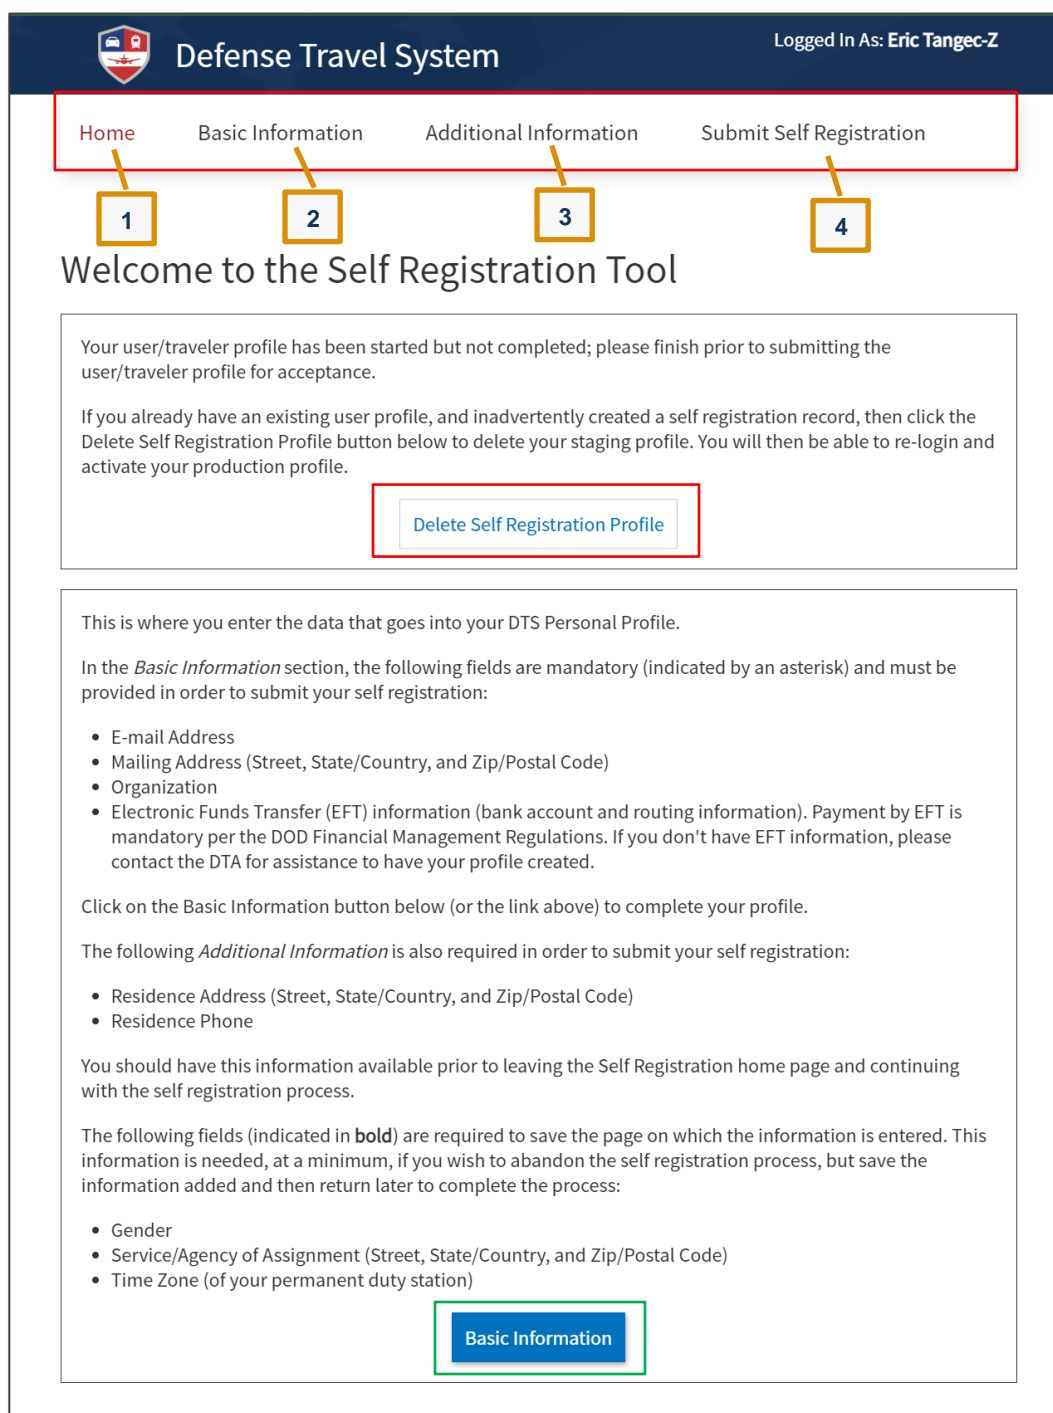 Defense Travel System
Logged In As: Eric Tangec-Z
Home Basic Information Additional Information Submit Self Registration
1 2 3 4
Welcome to the Self Registration Tool
Your user/traveler profile has been started but not completed; please finish prior to submitting the
user/traveler profile for acceptance.
If you already have an existing user profile, and inadvertently created a self registration record, then click the
Delete Self Registration Profile button below to delete your staging profile. You will then be able to re-login and
activate your production profile.
Delete Self Registration Profile
This is where you enter the data that goes into your DTS Personal Profile.
In the Basic Information section, the following fields are mandatory (indicated by an asterisk) and must be
provided in order to submit your self registration:
• E-mail Address
• Mailing Address (Street, State/Country, and Zip/Postal Code)
• Organization
• Electronic Funds Transfer (EFT) information (bank account and routing information). Payment by EFT is
mandatory per the DOD Financial Management Regulations. If you don't have EFT information, please
contact the DTA for assistance to have your profile created.
Click on the Basic Information button below (or the link above) to complete your profile.
The following Additional Information is also required in order to submit your self registration:
• Residence Address (Street, State/Country, and Zip/Postal Code)
• Residence Phone
You should have this information available prior to leaving the Self Registration home page and continuing
with the self registration process.
The following fields (indicated in bold) are required to save the page on which the information is entered. This
information is needed, at a minimum, if you wish to abandon the self registration process, but save the
information added and then return later to complete the process:
• Gender
• Service/Agency of Assignment (Street, State/Country, and Zip/Postal Code)
• Time Zone (of your permanent duty station)
Basic Information